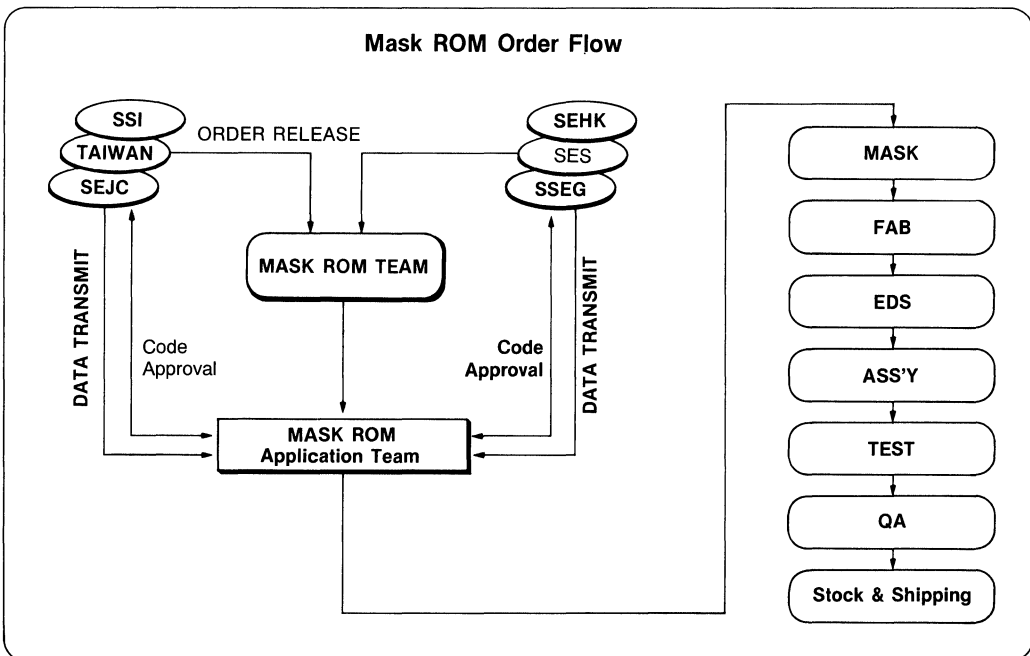 Mask ROM Order Flow
SSI
TAIWAN
SEJC
ORDER RELEASE
SEHK
SES
SSEG
MASK ROM TEAM
DATA TRANSMIT
Code
Approval
Code
Approval
DATA TRANSMIT
MASK ROM
Application Team
MASK
FAB
EDS
ASS'Y
TEST
QA
Stock & Shipping